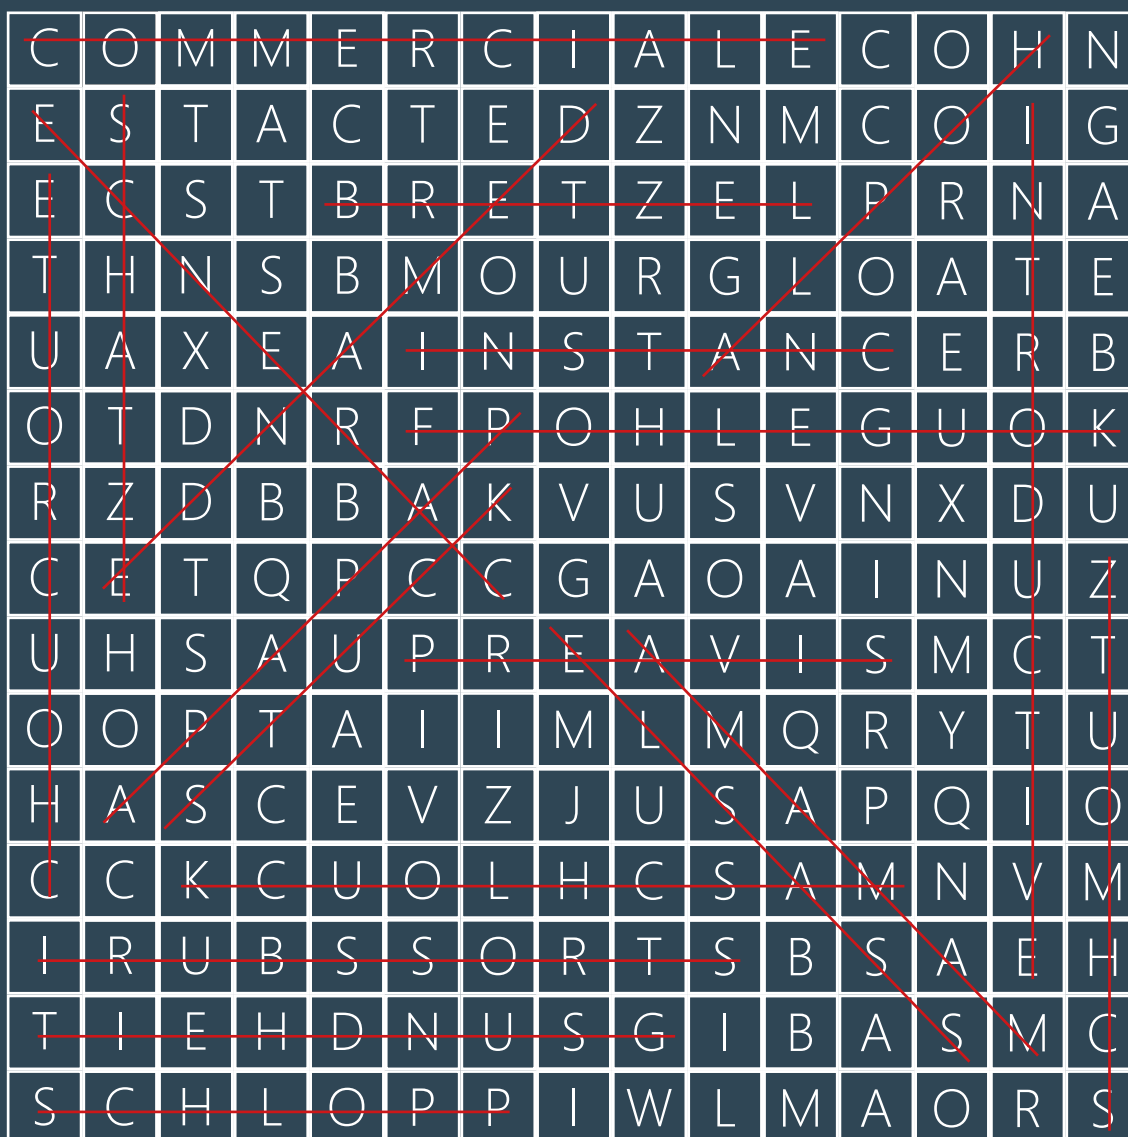 C O M M E R C I A L E C O H N
E S T A C T E D Z N M C O I G
E C S T B R E T Z E L P R N A
T H N S B M O U R G L O A T E
U A X E A I N S T A N C E R B
O T D N R F P O H L E G U O K
R Z D B B A K V U S V N X D U
C E T Q P C C G A O A I N U Z
U H S A U P R E A V I S M C T
O O P T A I I M L M Q R Y T U
H A S C E V Z J U S A P Q I O
C C K C U O L H C S A M N V M
I R U B S S O R T S B S A E H
T I E H D N U S G I B A S M C
S C H L O P P I W L M A O R S